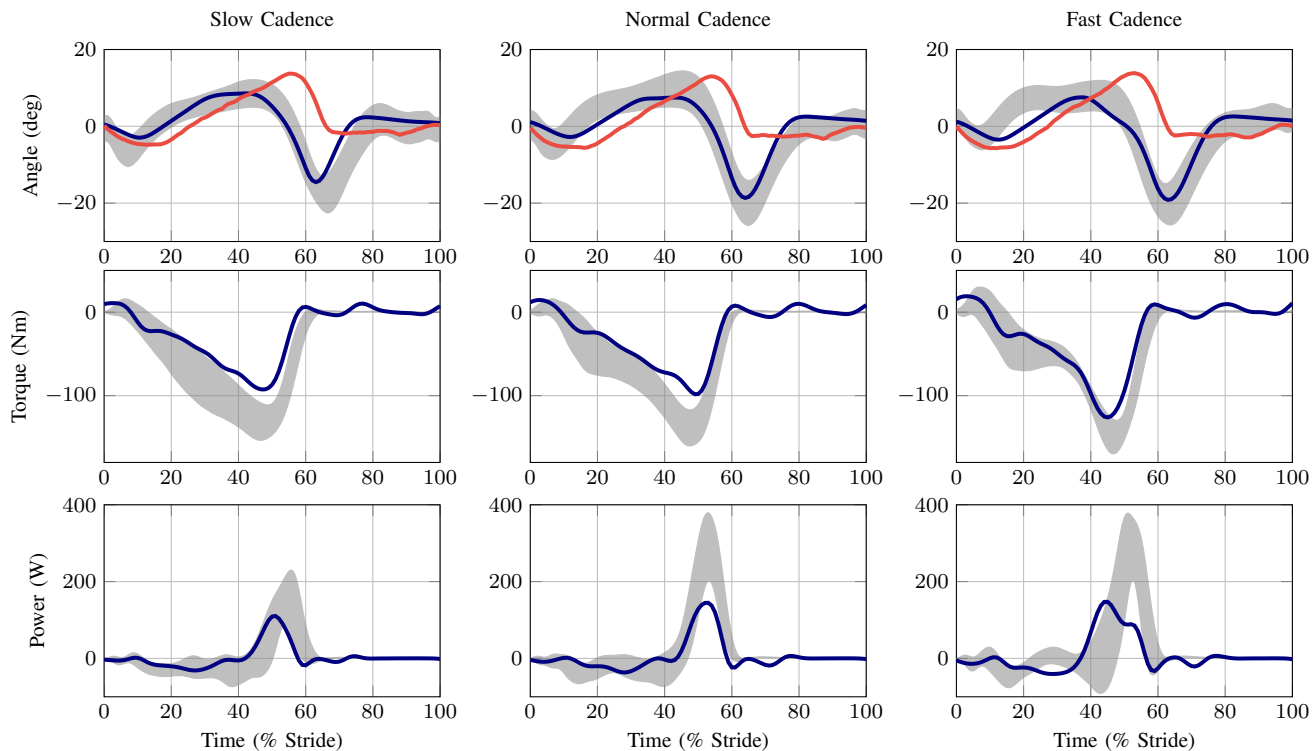 Slow Cadence Normal Cadence Fast Cadence
20 20 20
0 0 0
−20 −20 −20
Angle (deg)
0 20 40 60 80 100 0 20 40 60 80 100 0 20 40 60 80 100
0 0 0
−100 −100 −100
Torque (Nm)
0 20 40 60 80 100 0 20 40 60 80 100 0 20 40 60 80 100
400 400 400
200 200 200
0 0 0
Power (W)
0 20 40 60 80 100 0 20 40 60 80 100 0 20 40 60 80 100
Time (% Stride) Time (% Stride) Time (% Stride)